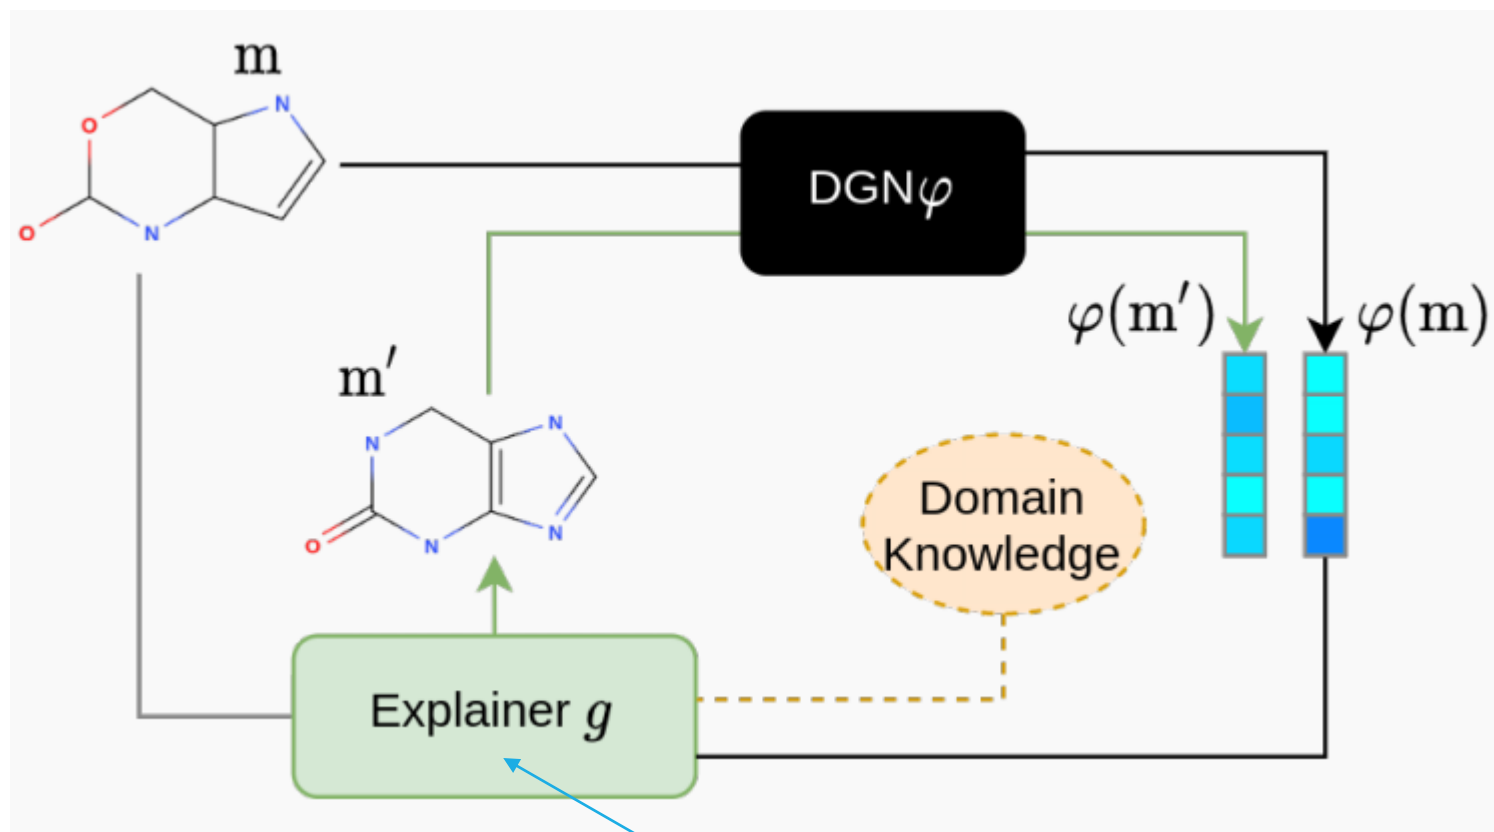 m
N
O
O
N
DGNφ
φ(m′)
φ(m)
m′
N
N
O
N
N
Domain
Knowledge
Explainer g